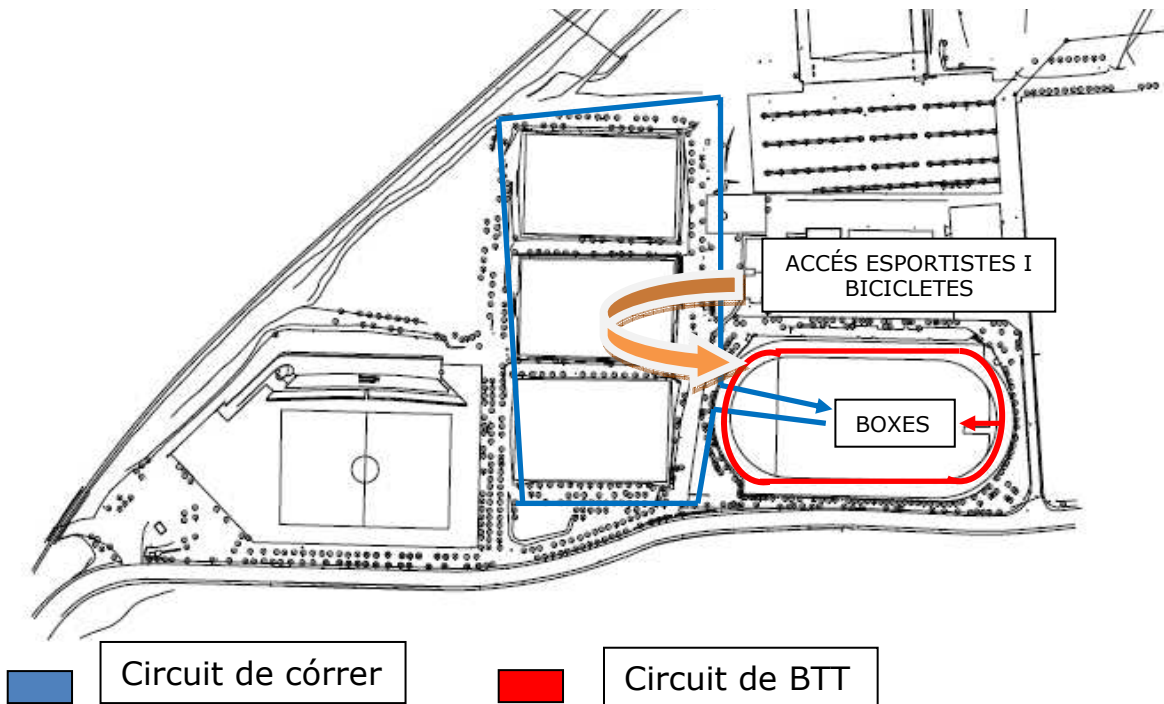 ACCÉS ESPORTISTES I
BICICLETES
BOXES
Circuit de córrer
Circuit de BTT